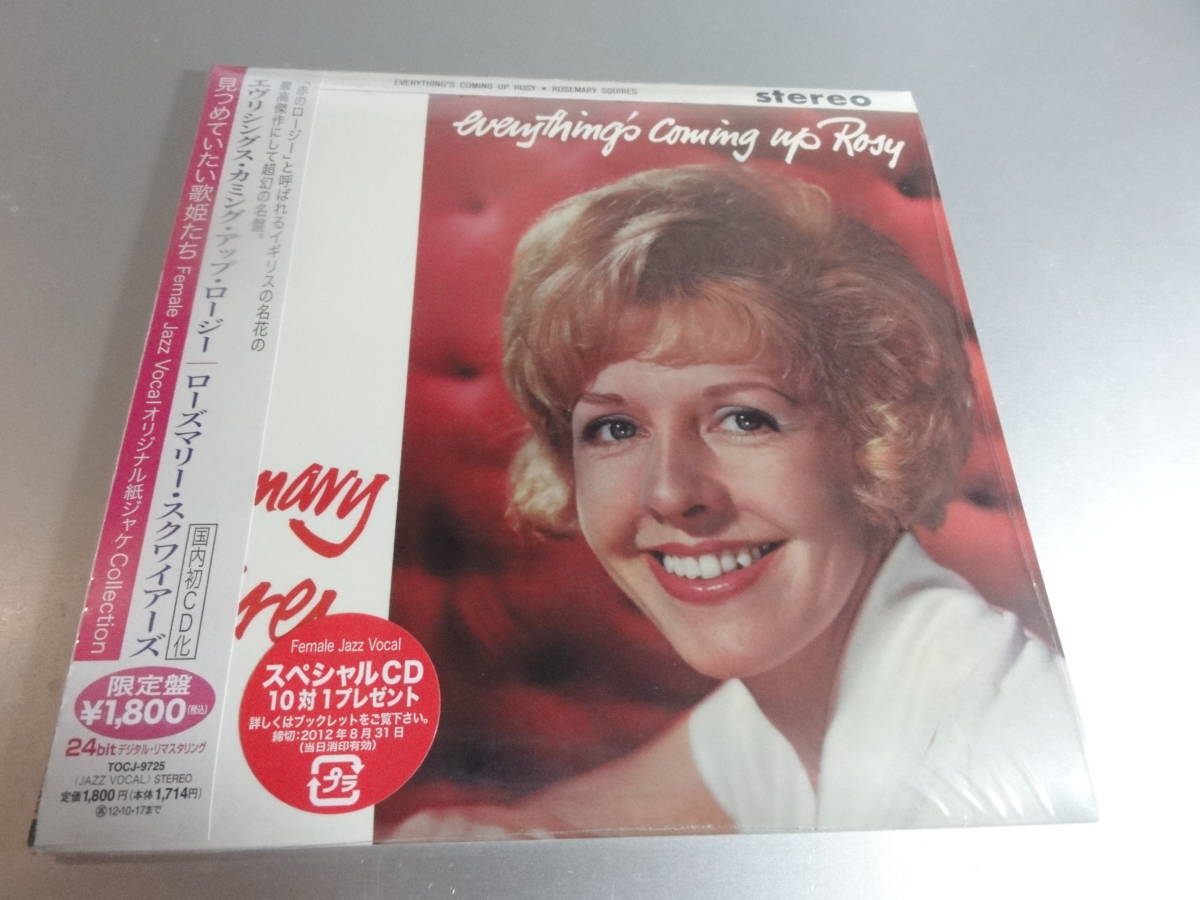 EVERYTHING'S COMING UP ROSY • ROSEMARY SQUIRES
stereo
everything's coming up Rosy
mary
ires
「赤のロージー」と呼ばれるイギリスの名花の
最高傑作にして超幻の名盤。
エヴリシングス・カミング・アップ・ロージー｜ローズマリー・スクワイアーズ
国内初CD化
見つめていたい歌姫たち Female Jazz Vocal オリジナル紙ジャケ Collection
限定盤
¥1,800(税込)
24bitデジタル・リマスタリング
TOCJ-9725
(JAZZ VOCAL) STEREO
定価1,800円(本体1,714円)
12・10・17まで
Female Jazz Vocal
スペシャルCD
10対1プレゼント
詳しくはブックレットをご覧下さい。
締切:2012年8月31日
(当日消印有効)
プラ